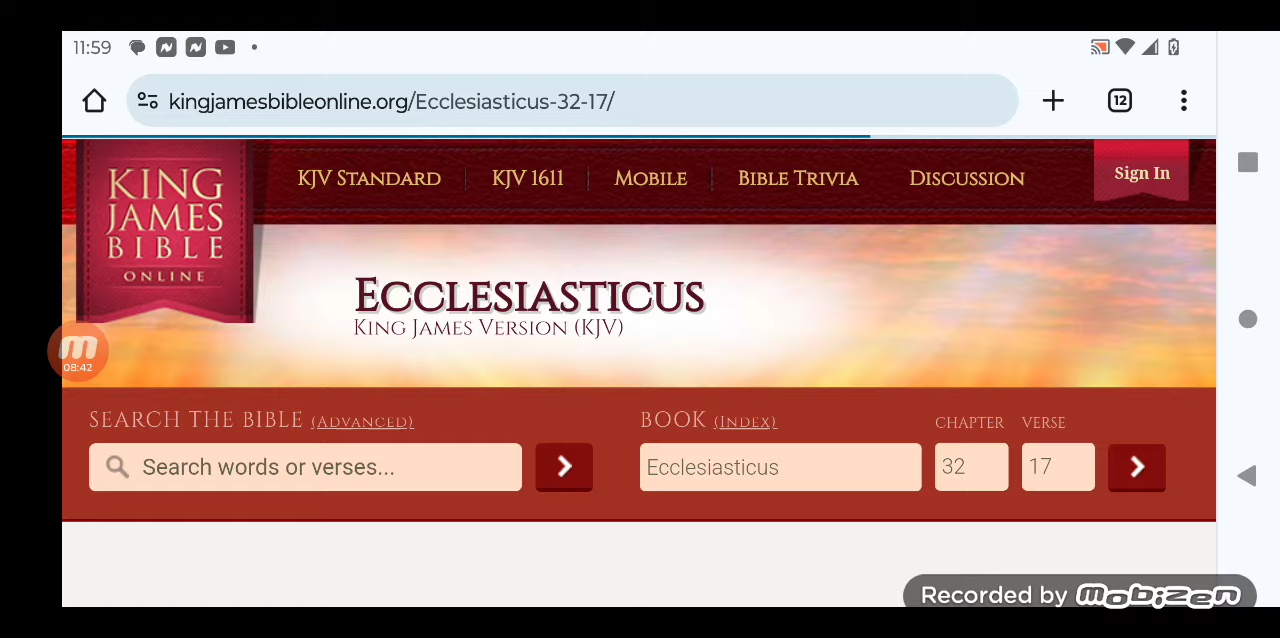 11:59
kingjamesbibleonline.org/Ecclesiasticus-32-17/
12
KING
JAMES
BIBLE
ONLINE
KJV STANDARD
KJV 1611
MOBILE
BIBLE TRIVIA
DISCUSSION
Sign In
ECCLESIASTICUS
KING JAMES VERSION (KJV)
m
08:42
SEARCH THE BIBLE (ADVANCED)
BOOK (INDEX)
CHAPTER
VERSE
Search words or verses...
Ecclesiasticus
32
17
Recorded by mobizen